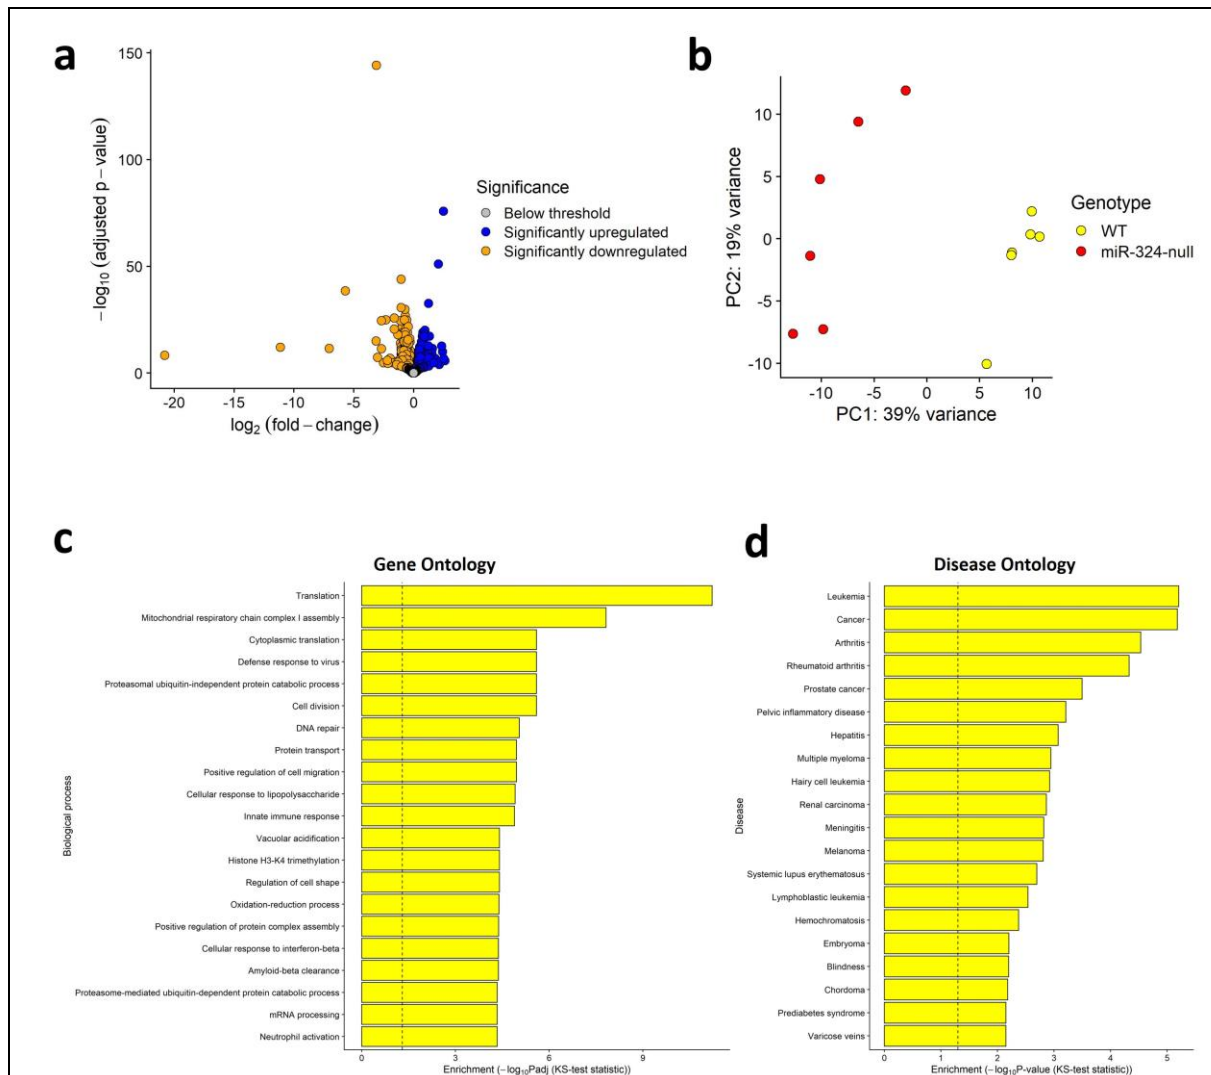 a
150
100
50
0
-20
-15
-10
-5
0
−log10 (adjusted p−value)
log2 (fold−change)
Significance
Below threshold
Significantly upregulated
Significantly downregulated
b
10
5
0
-5
-10
-10
-5
0
5
10
PC2: 19% variance
PC1: 39% variance
Genotype
WT
miR-324-null
c
Gene Ontology
Biological process
Translation
Mitochondrial respiratory chain complex I assembly
Cytoplasmic translation
Defense response to virus
Proteasomal ubiquitin-independent protein catabolic process
Cell division
DNA repair
Protein transport
Positive regulation of cell migration
Cellular response to lipopolysaccharide
Innate immune response
Vacuolar acidification
Histone H3-K4 trimethylation
Regulation of cell shape
Oxidation-reduction process
Positive regulation of protein complex assembly
Cellular response to interferon-beta
Amyloid-beta clearance
Proteasome-mediated ubiquitin-dependent protein catabolic process
mRNA processing
Neutrophil activation
0
3
6
9
Enrichment (−log10Padj (KS-test statistic))
d
Disease Ontology
Disease
Leukemia
Cancer
Arthritis
Rheumatoid arthritis
Prostate cancer
Pelvic inflammatory disease
Hepatitis
Multiple myeloma
Hairy cell leukemia
Renal carcinoma
Meningitis
Melanoma
Systemic lupus erythematosus
Lymphoblastic leukemia
Hemochromatosis
Embryoma
Blindness
Chordoma
Prediabetes syndrome
Varicose veins
0
1
2
3
4
5
Enrichment (−log10P-value (KS-test statistic))